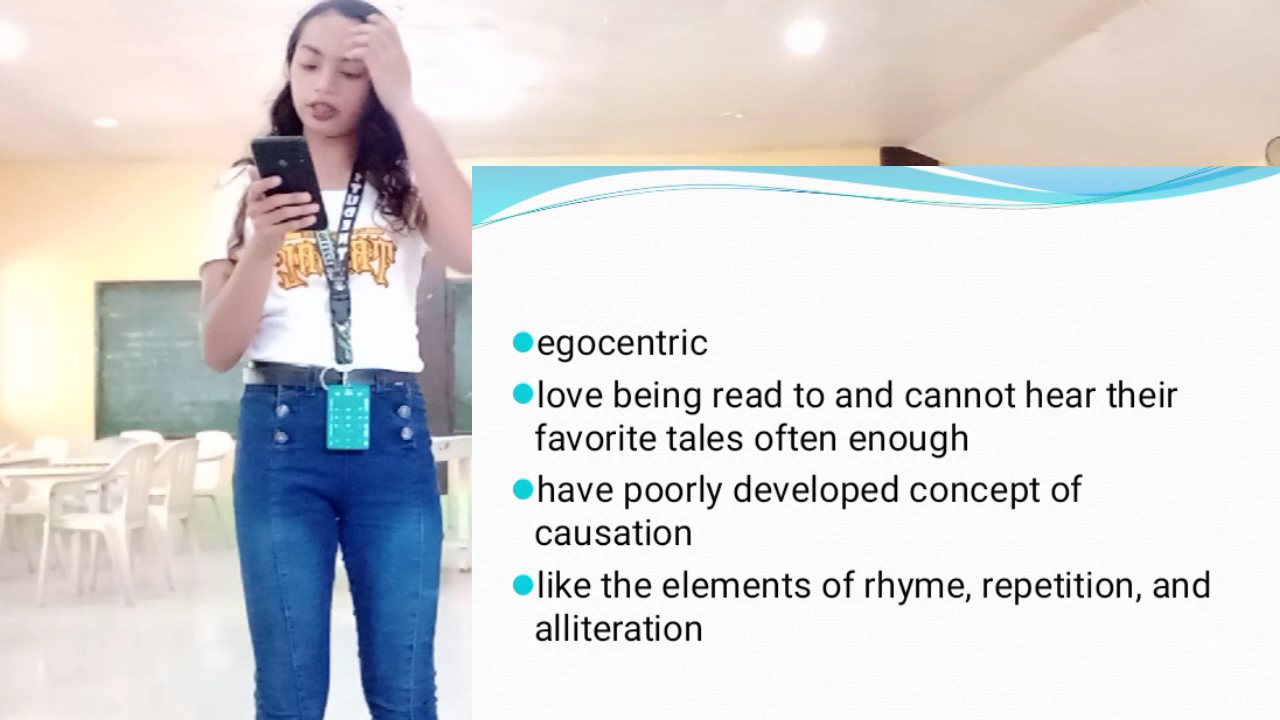 STUDENT
egocentric
love being read to and cannot hear their
favorite tales often enough
have poorly developed concept of
causation
like the elements of rhyme, repetition, and
alliteration